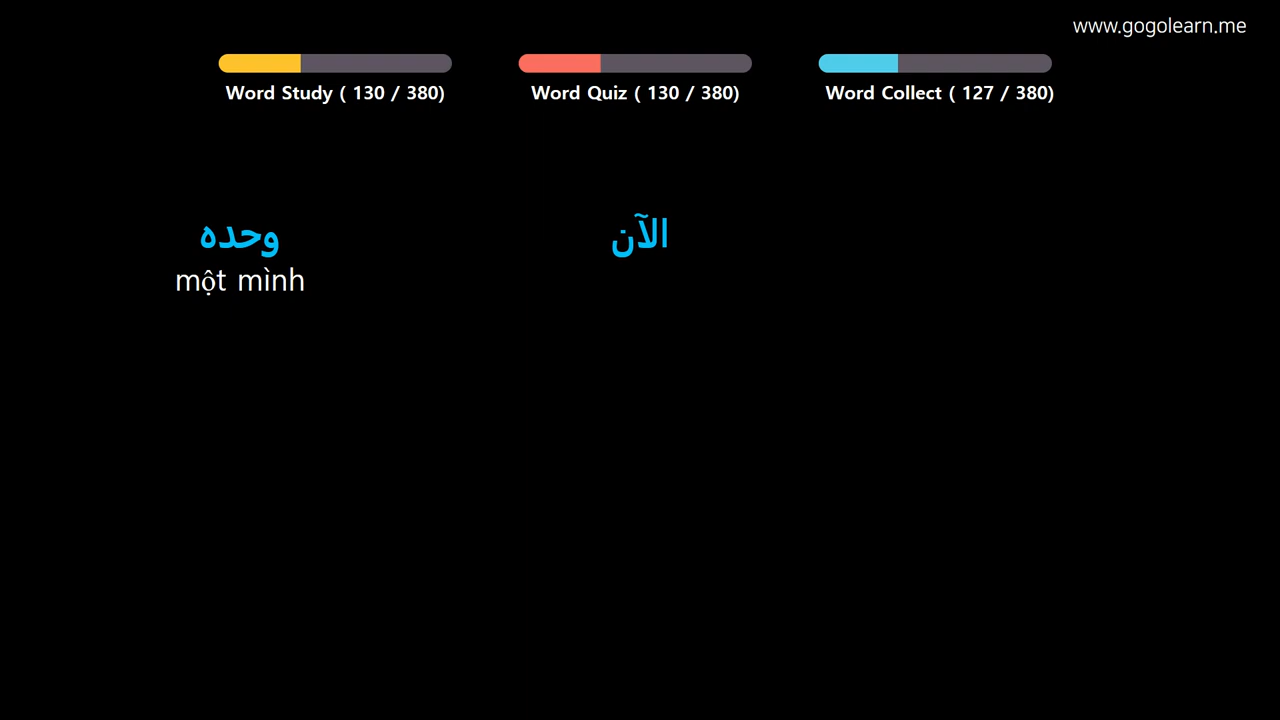 www.gogolearn.me
Word Study ( 130 / 380)
Word Quiz ( 130 / 380)
Word Collect ( 127 / 380)
وحده
một mình
الآن